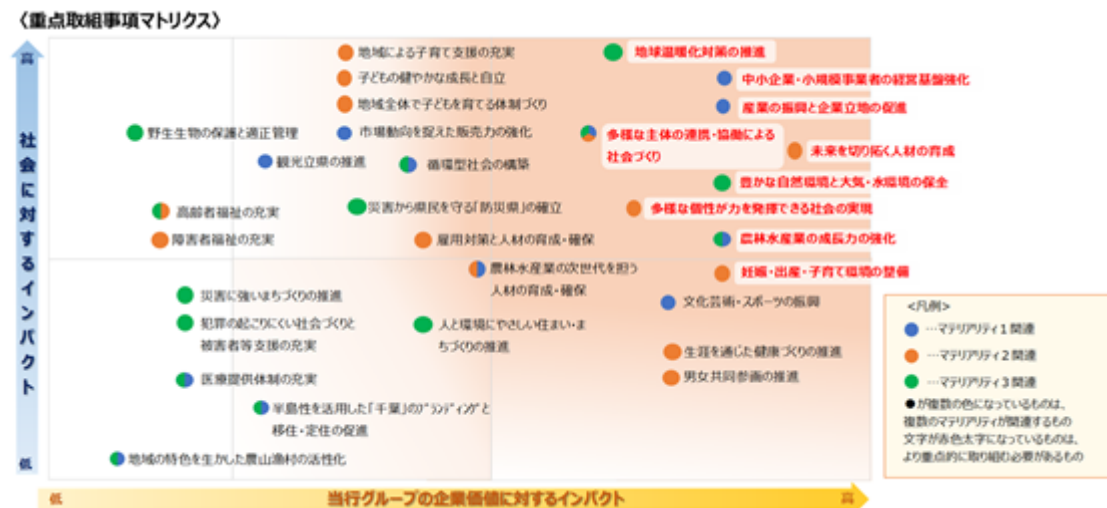 〈重点取組事項マトリクス〉
高
社会に対するインパクト
低
地域による子育て支援の充実
地球温暖化対策の推進
子どもの健やかな成長と自立
中小企業・小規模事業者の経営基盤強化
地域全体で子どもを育てる体制づくり
産業の振興と企業立地の促進
野生生物の保護と適正管理
市場動向を捉えた販売力の強化
多様な主体の連携・協働による
社会づくり
未来を切り拓く人材の育成
観光立県の推進
循環型社会の構築
豊かな自然環境と大気・水環境の保全
高齢者福祉の充実
災害から県民を守る「防災県」の確立
多様な個性が力を発揮できる社会の実現
障害者福祉の充実
雇用対策と人材の育成・確保
農林水産業の成長力の強化
農林水産業の次世代を担う
人材の育成・確保
妊娠・出産・子育て環境の整備
災害に強いまちづくりの推進
文化芸術・スポーツの振興
犯罪の起こりにくい社会づくりと
被害者等支援の充実
人と環境にやさしい住まい・ま
ちづくりの推進
生涯を通じた健康づくりの推進
医療提供体制の充実
男女共同参画の推進
半島性を活用した「千葉」のﾌﾞﾗﾝﾃﾞｨﾝｸﾞと
移住・定住の促進
地域の特色を生かした農山漁村の活性化
低
当行グループの企業価値に対するインパクト
高
<凡例>
…マテリアリティ1関連
…マテリアリティ2関連
…マテリアリティ3関連
●が複数の色になっているものは、
複数のマテリアリティが関連するもの
文字が赤色太字になっているものは、
より重点的に取り組む必要があるもの